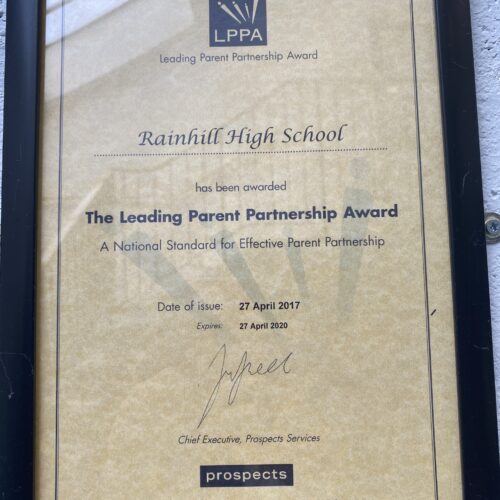 LPPA
Leading Parent Partnership Award
Rainhill High School
has been awarded
The Leading Parent Partnership Award
A National Standard for Effective Parent Partnership
Date of issue: 27 April 2017
Expires: 27 April 2020
Chief Executive, Prospects Services
prospects